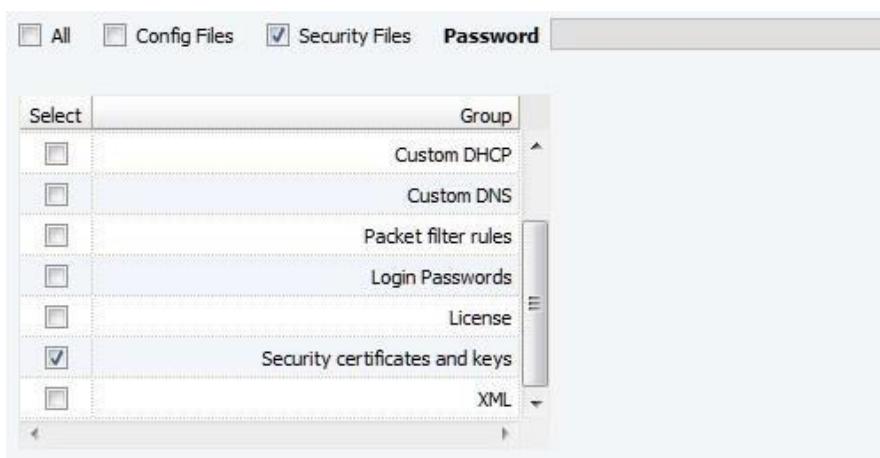 All Config Files Security Files Password
Select Group
Custom DHCP
Custom DNS
Packet filter rules
Login Passwords
License
Security certificates and keys
XML